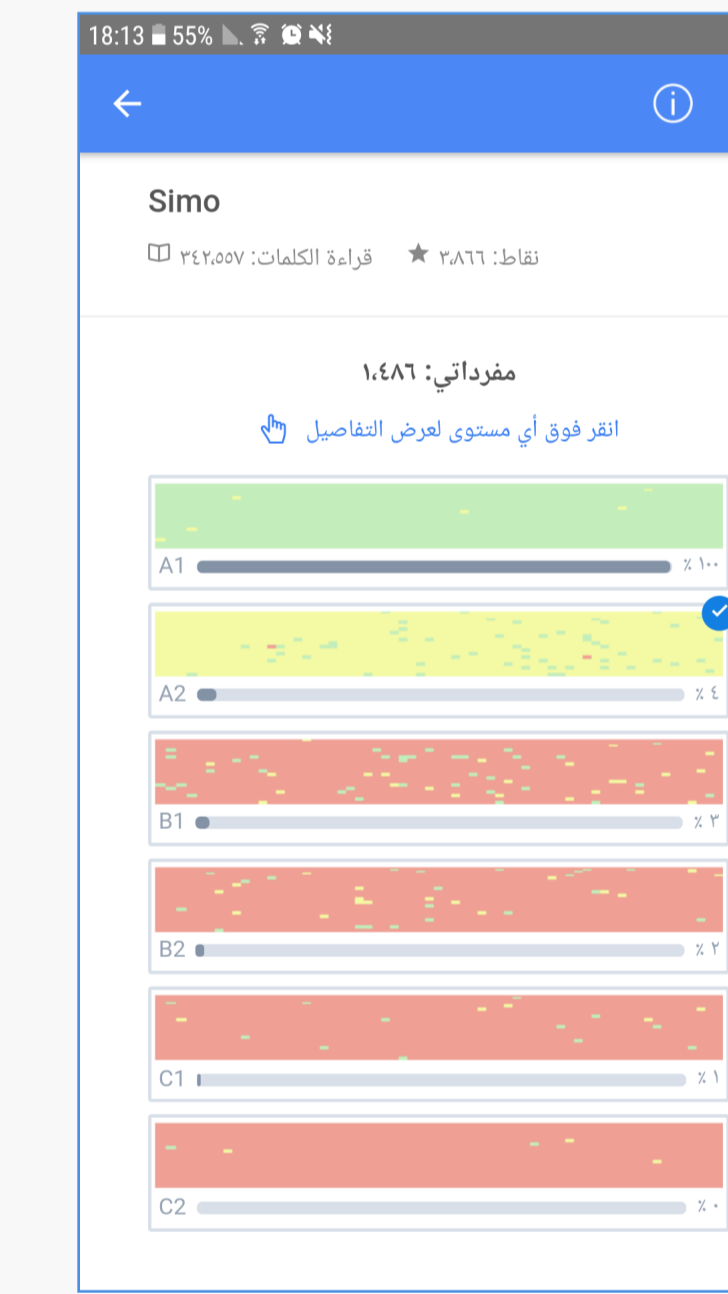 18:13 55%
Simo
نقاط: ٣،٨٦٦ قراءة الكلمات: ٣٤٢،٥٥٧
مفرداتي: ١،٤٨٦
انقر فوق أي مستوى لعرض التفاصيل
A1 ٪ ١٠٠
A2 ٪ ٤
B1 ٪ ٣
B2 ٪ ٢
C1 ٪ ١
C2 ٪ ٠